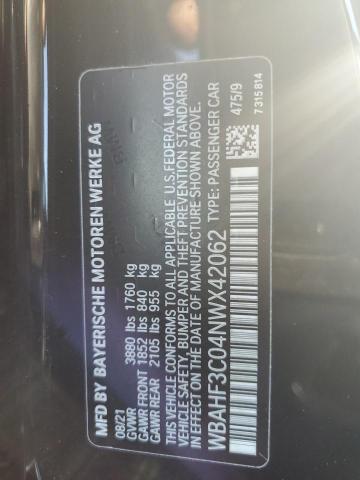 MFD BY BAYERISCHE MOTOREN WERKE AG
08/21
GVWR 3880 lbs 1760 kg
GAWR FRONT 1852 lbs 840 kg
GAWR REAR 2105 lbs 955 kg
THIS VEHICLE CONFORMS TO ALL APPLICABLE U.S. FEDERAL MOTOR
VEHICLE SAFETY, BUMPER AND THEFT PREVENTION STANDARDS
IN EFFECT ON THE DATE OF MANUFACTURE SHOWN ABOVE.
WBAHF3C04NWX42062 TYPE: PASSENGER CAR
475/9
7315814